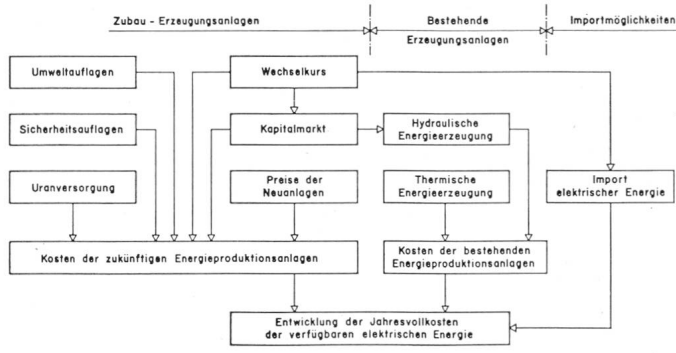 Zubau - Erzeugungsanlagen
Bestehende
Erzeugungsanlagen
Importmöglichkeiten
Umweltauflagen
Wechselkurs
Sicherheitsauflagen
Kapitalmarkt
Hydraulische
Energieerzeugung
Uranversorgung
Preise der
Neuanlagen
Thermische
Energieerzeugung
Import
elektrischer Energie
Kosten der zukünftigen Energieproduktionsanlagen
Kosten der bestehenden
Energieproduktionsanlagen
Entwicklung der Jahresvollkosten
der verfügbaren elektrischen Energie